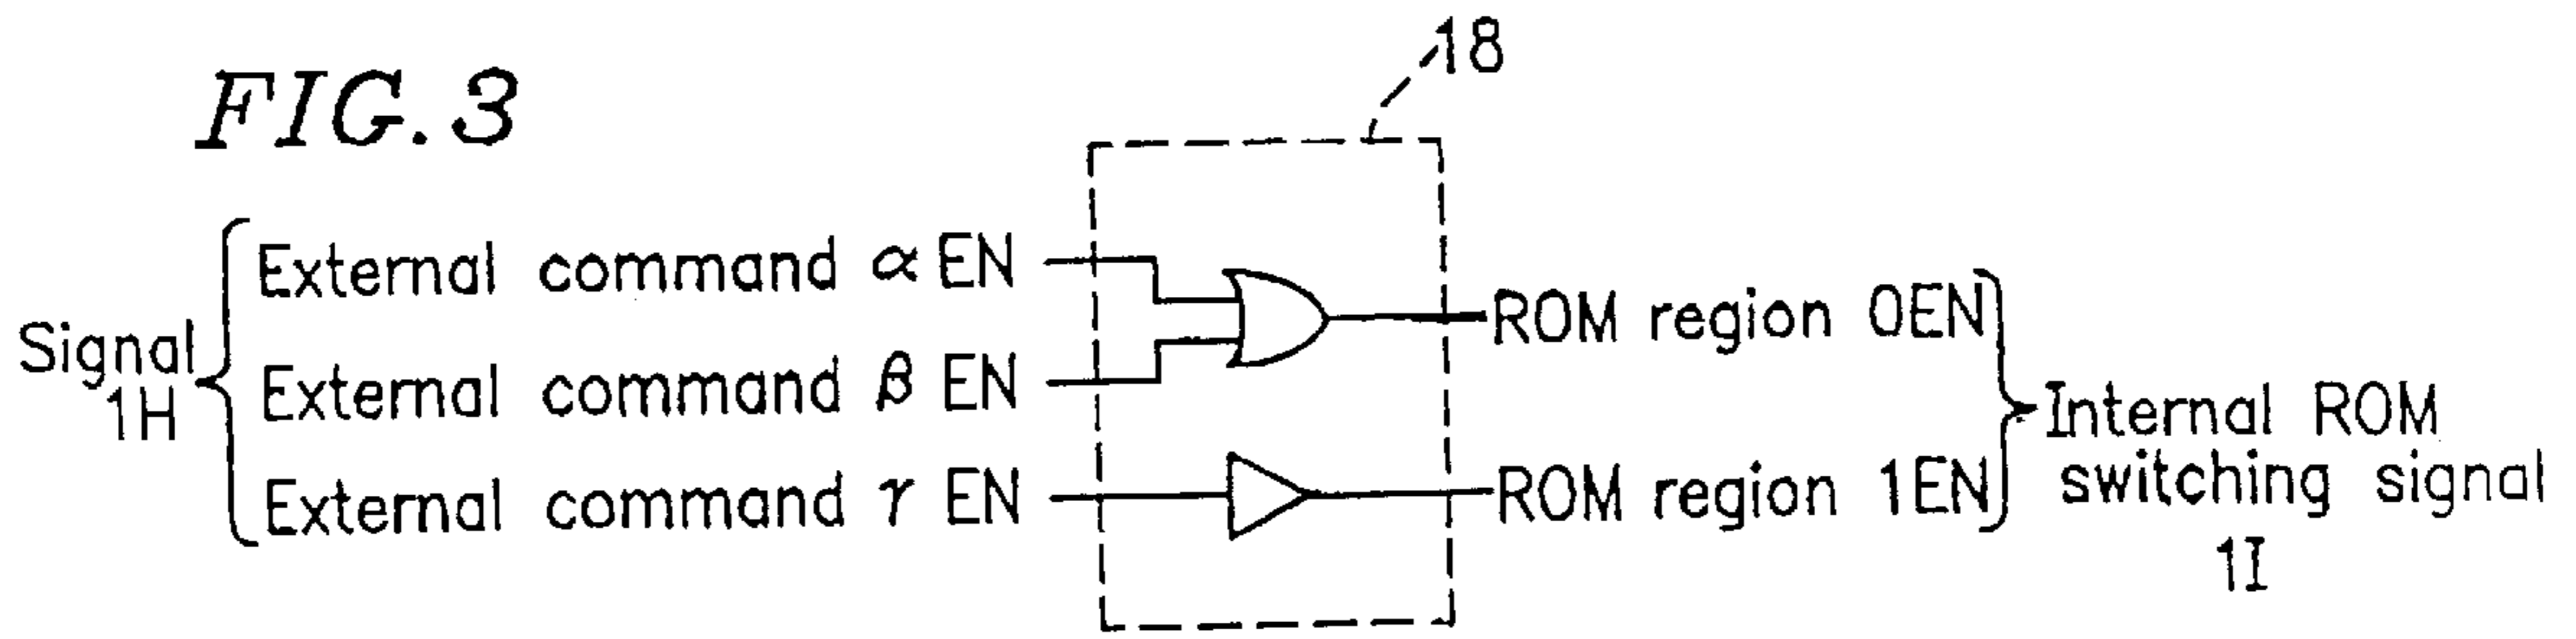 FIG.3
18
Signal
1H
External command α EN
External command β EN
External command γ EN
ROM region 0EN
ROM region 1EN
Internal ROM
switching signal
1I